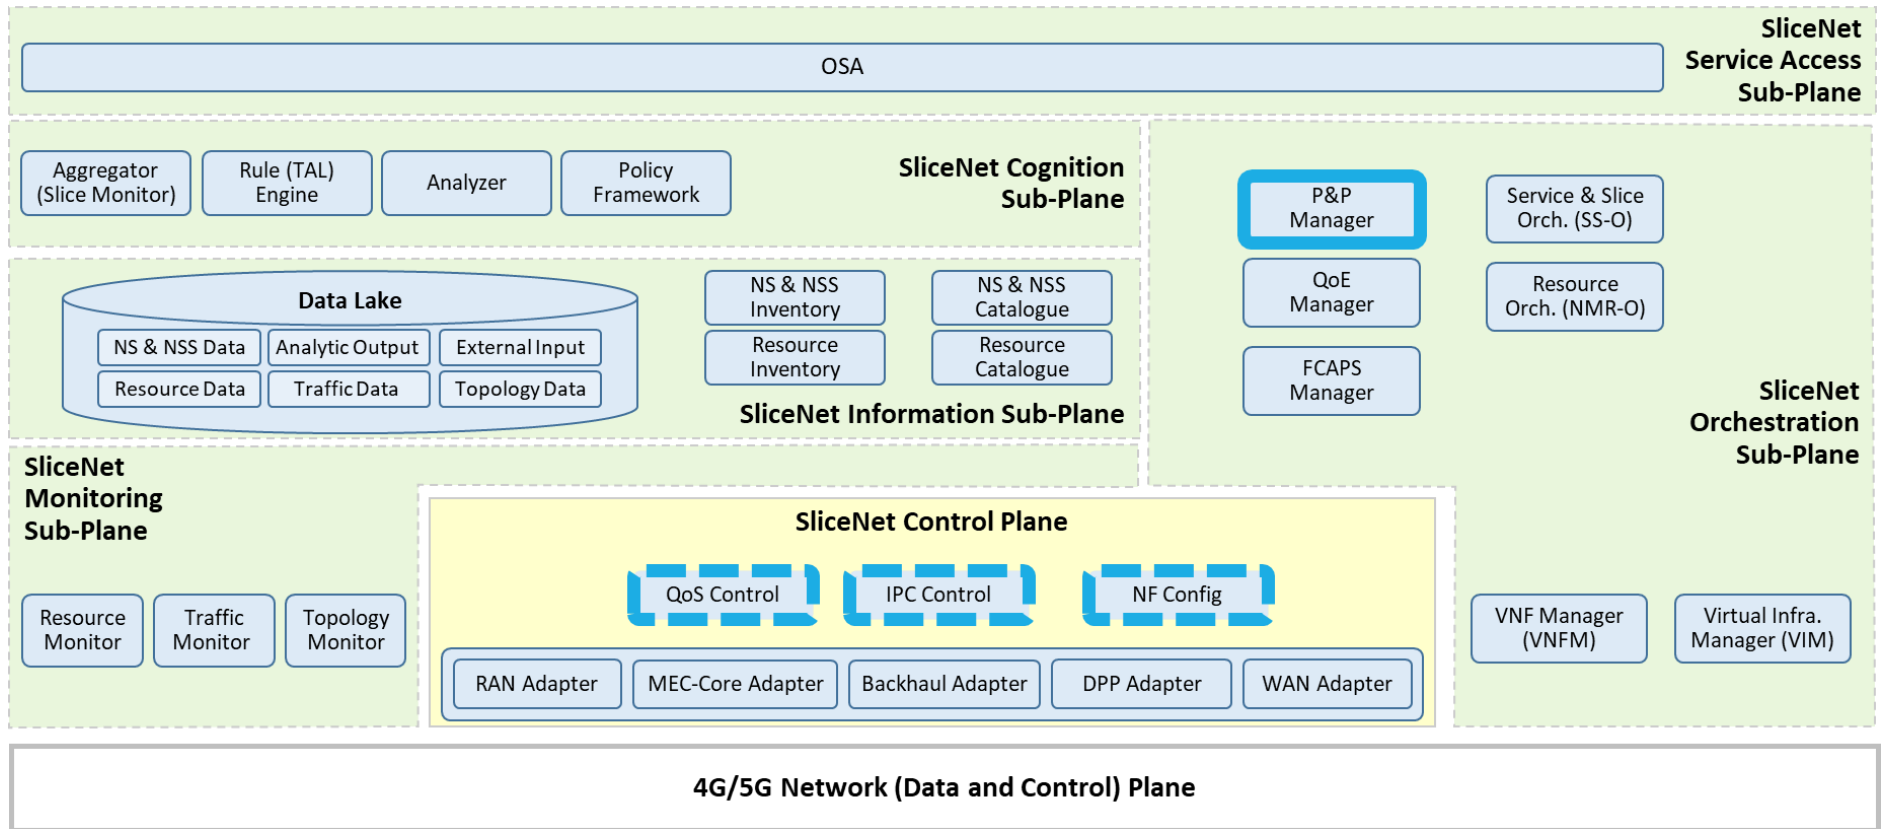 SliceNet
Service Access
Sub-Plane
OSA
Aggregator
(Slice Monitor)
Rule (TAL)
Engine
Analyzer
Policy
Framework
SliceNet Cognition
Sub-Plane
P&P
Manager
Service & Slice
Orch. (SS-O)
QoE
Manager
Resource
Orch. (NMR-O)
FCAPS
Manager
SliceNet
Orchestration
Sub-Plane
Data Lake
NS & NSS Data
Analytic Output
External Input
Resource Data
Traffic Data
Topology Data
NS & NSS
Inventory
NS & NSS
Catalogue
Resource
Inventory
Resource
Catalogue
SliceNet Information Sub-Plane
SliceNet
Monitoring
Sub-Plane
Resource
Monitor
Traffic
Monitor
Topology
Monitor
SliceNet Control Plane
QoS Control
IPC Control
NF Config
RAN Adapter
MEC-Core Adapter
Backhaul Adapter
DPP Adapter
WAN Adapter
VNF Manager
(VNFM)
Virtual Infra.
Manager (VIM)
4G/5G Network (Data and Control) Plane